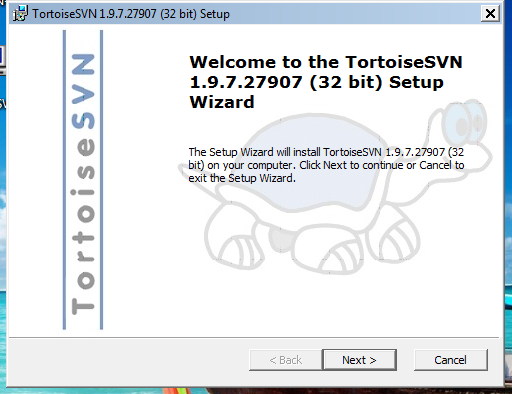 TortoiseSVN 1.9.7.27907 (32 bit) Setup
TortoiseSVN
Welcome to the TortoiseSVN
1.9.7.27907 (32 bit) Setup
Wizard
The Setup Wizard will install TortoiseSVN 1.9.7.27907 (32
bit) on your computer. Click Next to continue or Cancel to
exit the Setup Wizard.
< Back
Next >
Cancel